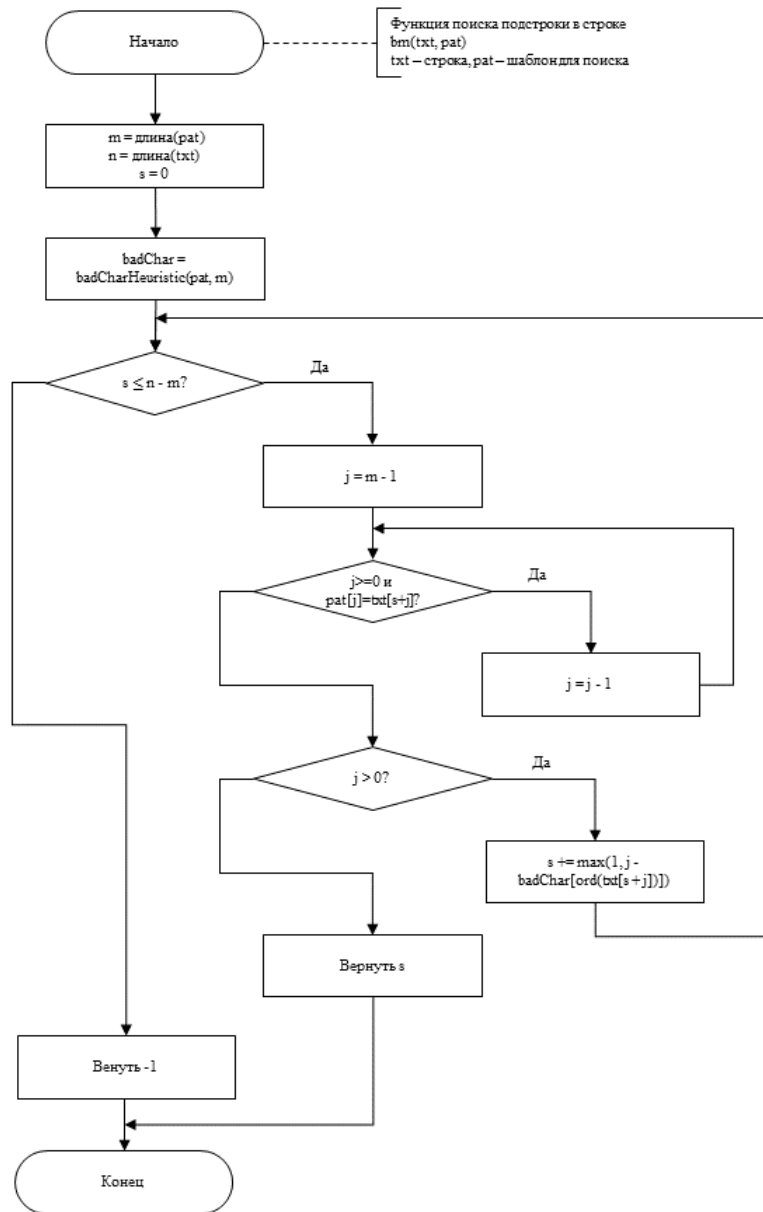 Начало
Функция поиска подстроки в строке
bm(txt, pat)
txt – строка, pat – шаблон для поиска
m = длина(pat)
n = длина(txt)
s = 0
badChar =
badCharHeuristic(pat, m)
s ≤ n - m?
Да
j = m - 1
j>=0 и
pat[j]=txt[s+j]?
Да
j = j - 1
j > 0?
Да
s += max(1, j -
badChar[ord(txt[s + j])])
Вернуть s
Венуть -1
Конец